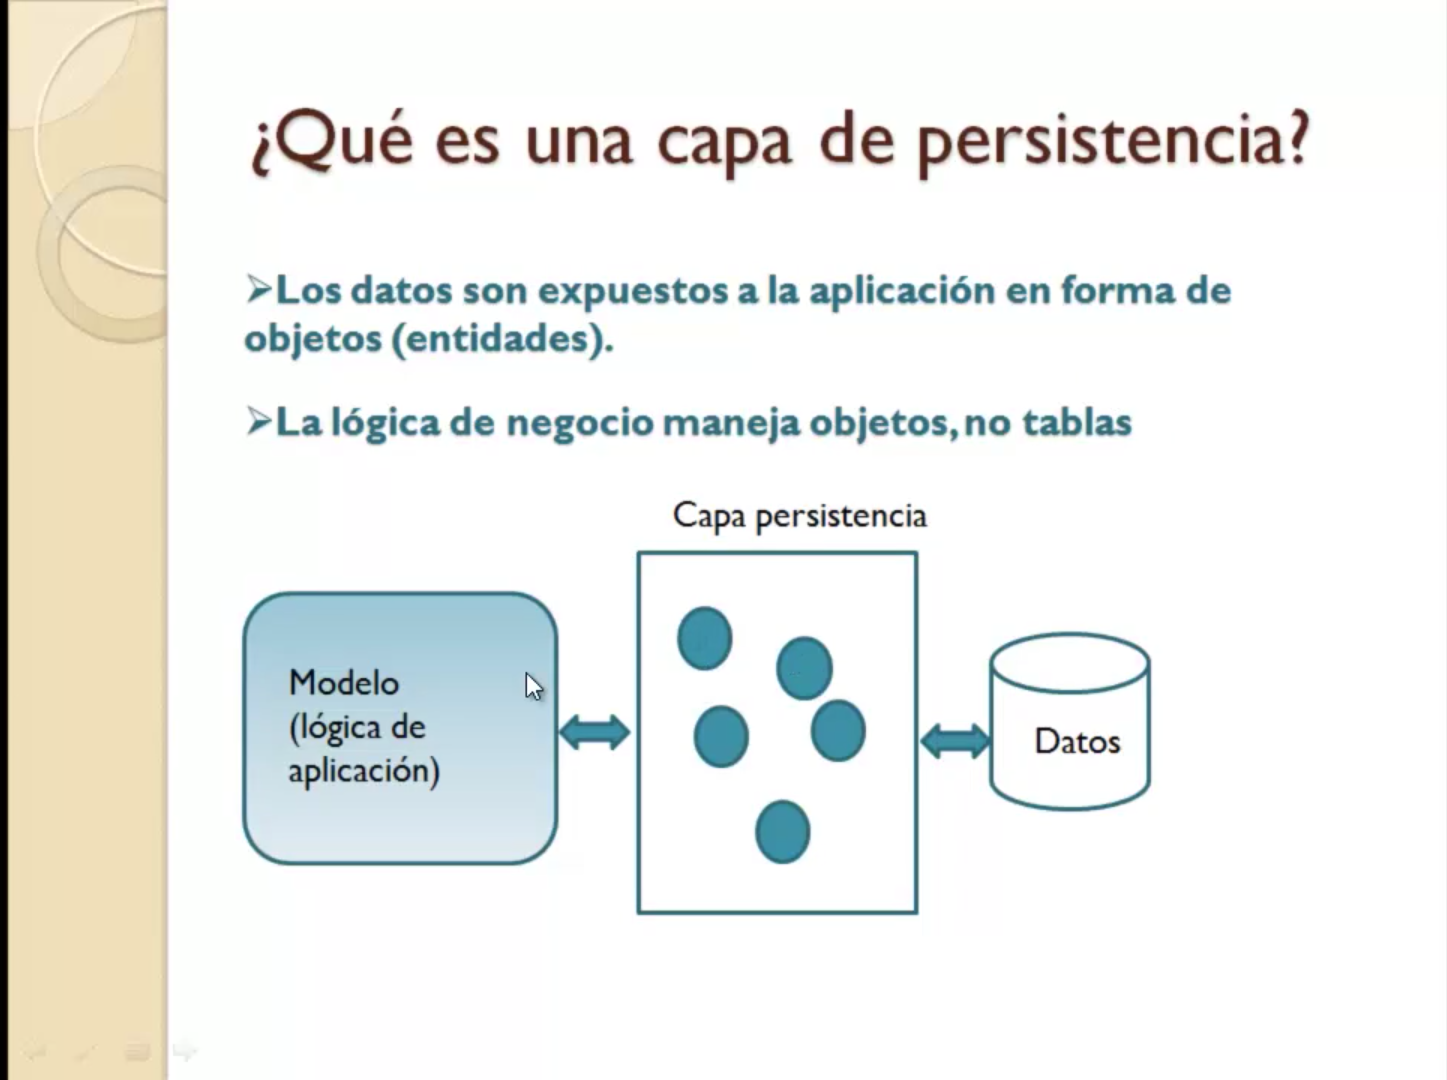 ¿Qué es una capa de persistencia?
➢Los datos son expuestos a la aplicación en forma de
objetos (entidades).
➢La lógica de negocio maneja objetos, no tablas
Capa persistencia
Modelo
(lógica de
aplicación)
Datos